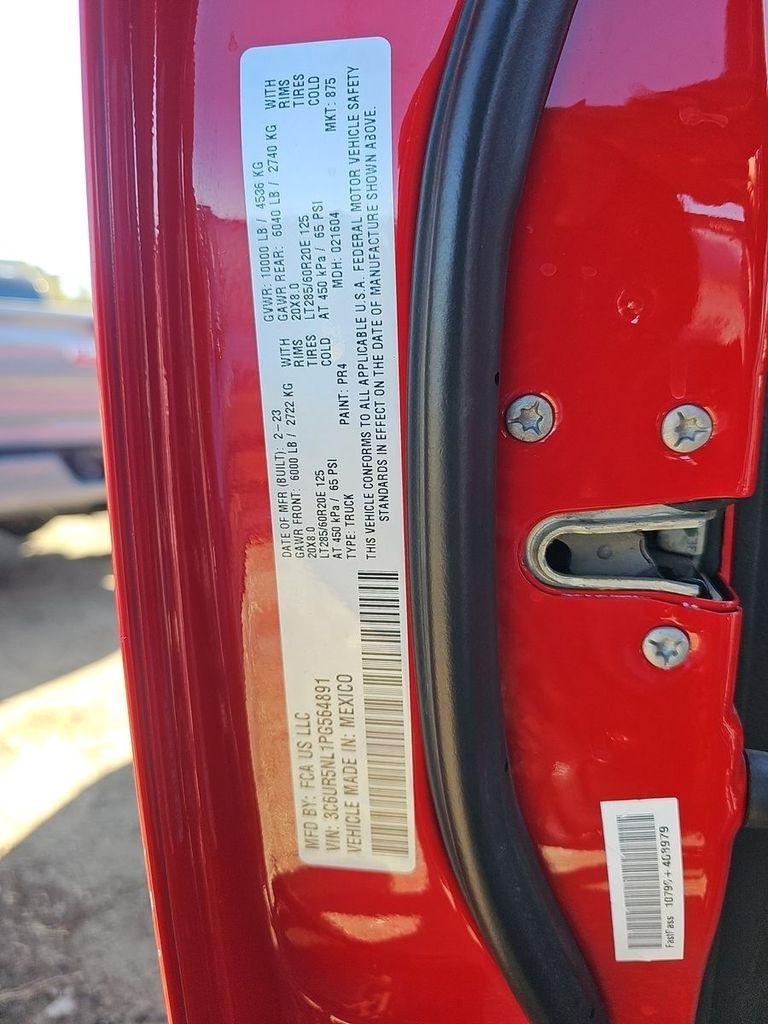 MFD BY: FCA US LLC
VIN: 3C6UR5NL1PG564891
VEHICLE MADE IN: MEXICO
DATE OF MFR (BUILT): 2-23 GVWR: 10000 LB / 4536 KG
GAWR FRONT: 6000 LB / 2722 KG WITH GAWR REAR: 6040 LB / 2740 KG WITH
20X8.0 RIMS 20X8.0 RIMS
LT285/60R20E 125 TIRES LT285/60R20E 125 TIRES
AT 450 kPa / 65 PSI COLD AT 450 kPa / 65 PSI COLD
TYPE: TRUCK PAINT: PR4 MDH: 021604 MKT: 875
THIS VEHICLE CONFORMS TO ALL APPLICABLE U.S.A. FEDERAL MOTOR VEHICLE SAFETY
STANDARDS IN EFFECT ON THE DATE OF MANUFACTURE SHOWN ABOVE.
FastPass